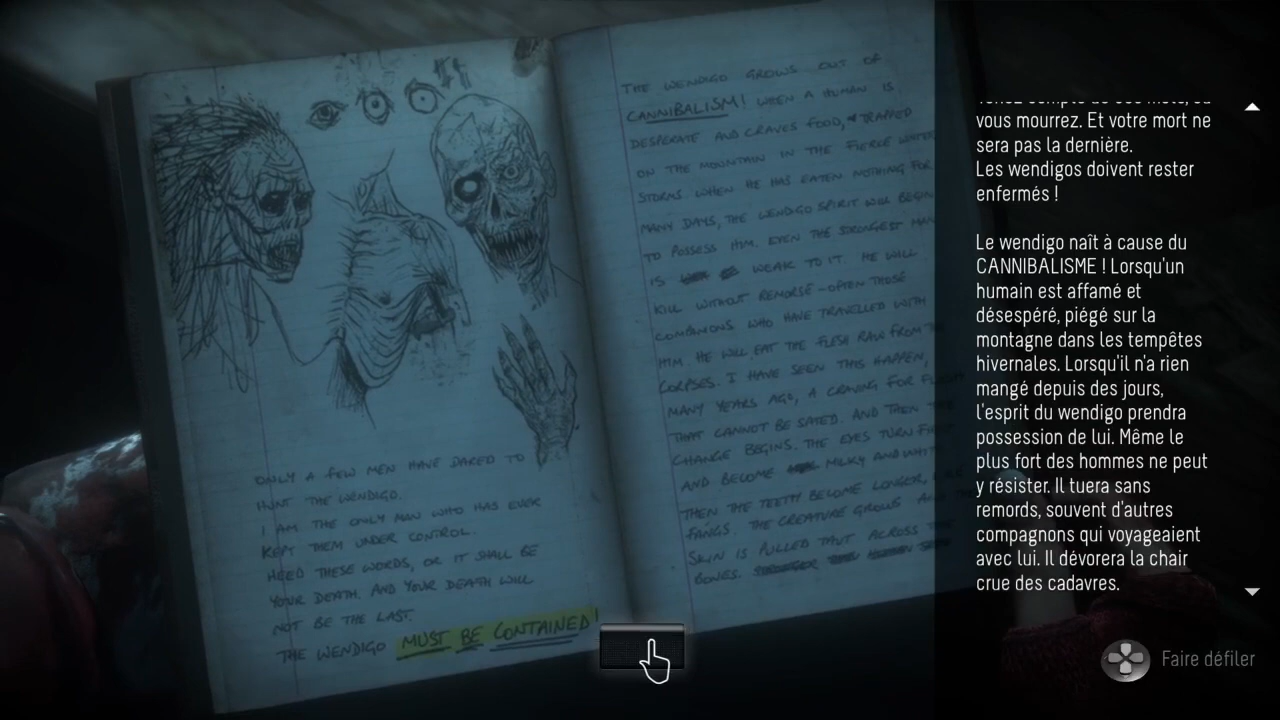 ONLY A FEW MEN HAVE DARED TO
HUNT THE WENDIGO.
I AM THE ONLY MAN WHO HAS EVER
KEPT THEM UNDER CONTROL.
HEED THESE WORDS, OR IT SHALL BE
YOUR DEATH. AND YOUR DEATH WILL
NOT BE THE LAST.
THE WENDIGO MUST BE CONTAINED!
THE WENDIGO GROWS OUT OF
CANNIBALISM! WHEN A HUMAN IS
DESPERATE AND CRAVES FOOD, TRAPPED
ON THE MOUNTAIN IN THE FIERCE WINTER
STORMS. WHEN HE HAS EATEN NOTHING FOR
MANY DAYS, THE WENDIGO SPIRIT WILL BEGIN
TO POSSESS HIM. EVEN THE STRONGEST MAN
IS WEAK TO IT. HE WILL
KILL WITHOUT REMORSE - OFTEN THOSE
COMPANIONS WHO HAVE TRAVELLED WITH
HIM. HE WILL EAT THE FLESH RAW FROM THE
CORPSES. I HAVE SEEN THIS HAPPEN,
MANY YEARS AGO, A CRAVING FOR FLESH
THAT CANNOT BE SATED. AND THEN THE
CHANGE BEGINS. THE EYES TURN FIRST
AND BECOME MILKY AND WHITE
THEN THE TEETH BECOME LONGER, LIKE
FANGS. THE CREATURE GROWS AND
SKIN IS PULLED TAUT ACROSS THE
BONES.
vous mourrez. Et votre mort ne
sera pas la dernière.
Les wendigos doivent rester
enfermés !
Le wendigo naît à cause du
CANNIBALISME ! Lorsqu'un
humain est affamé et
désespéré, piégé sur la
montagne dans les tempêtes
hivernales. Lorsqu'il n'a rien
mangé depuis des jours,
l'esprit du wendigo prendra
possession de lui. Même le
plus fort des hommes ne peut
y résister. Il tuera sans
remords, souvent d'autres
compagnons qui voyageaient
avec lui. Il dévorera la chair
crue des cadavres.
Faire défiler